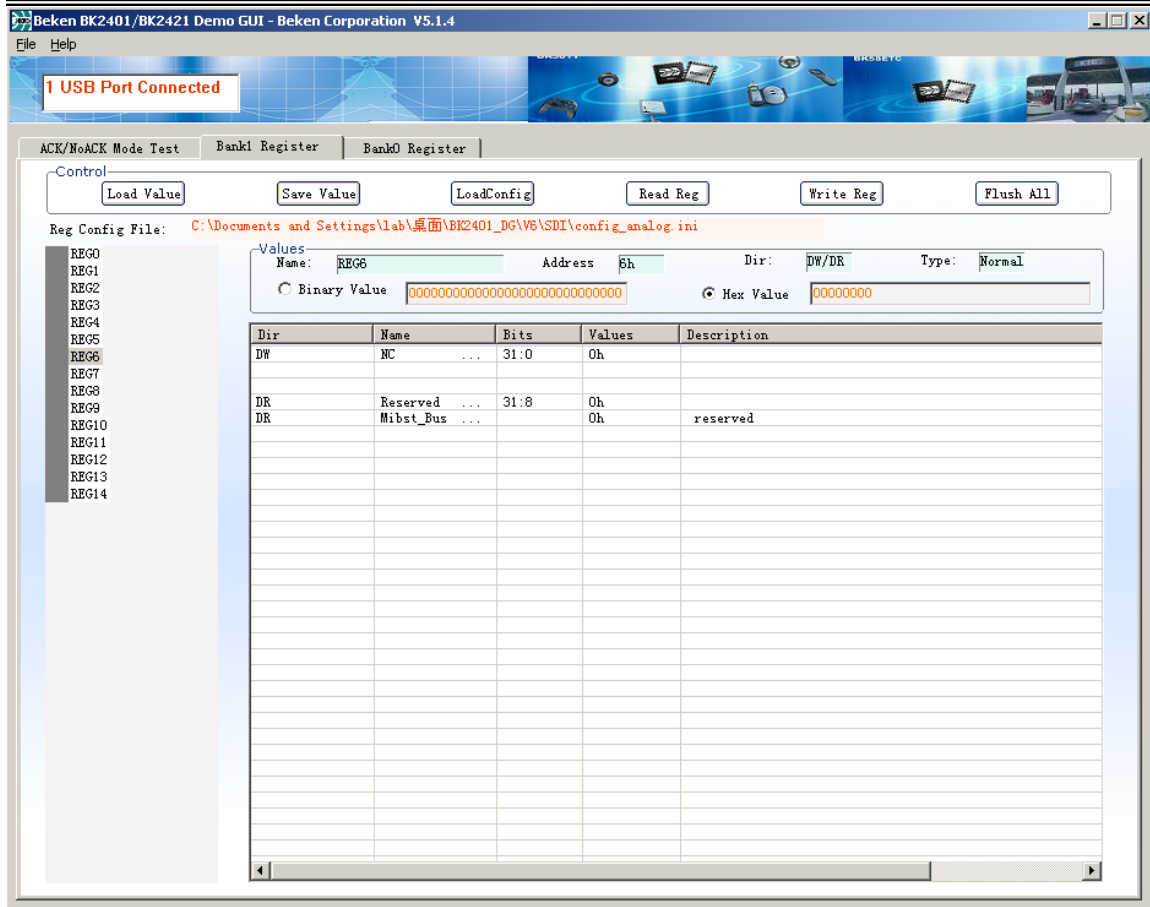 Beken BK2401/BK2421 Demo GUI - Beken Corporation V5.1.4
File Help
1 USB Port Connected
BK58ETC
ETC
ACK/NoACK Mode Test Bank1 Register Bank0 Register
Control
Load Value Save Value LoadConfig Read Reg Write Reg Flush All
Reg Config File: C:\Documents and Settings\lab\桌面\BK2401_DG\V6\SDI\config_analog.ini
REG0
REG1
REG2
REG3
REG4
REG5
REG6
REG7
REG8
REG9
REG10
REG11
REG12
REG13
REG14
Values
Name: REG6 Address 6h Dir: DW/DR Type: Normal
Binary Value 00000000000000000000000000000 Hex Value 00000000
Dir Name Bits Values Description
DW NC ... 31:0 0h
DR Reserved ... 31:8 0h
DR Mibst_Bus ... 0h reserved